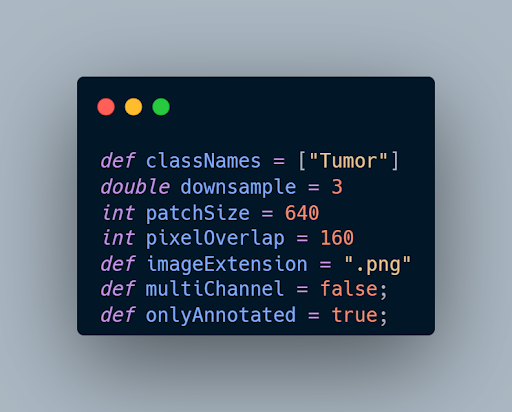 def classNames = ["Tumor"]
double downsample = 3
int patchSize = 640
int pixelOverlap = 160
def imageExtension = ".png"
def multiChannel = false;
def onlyAnnotated = true;